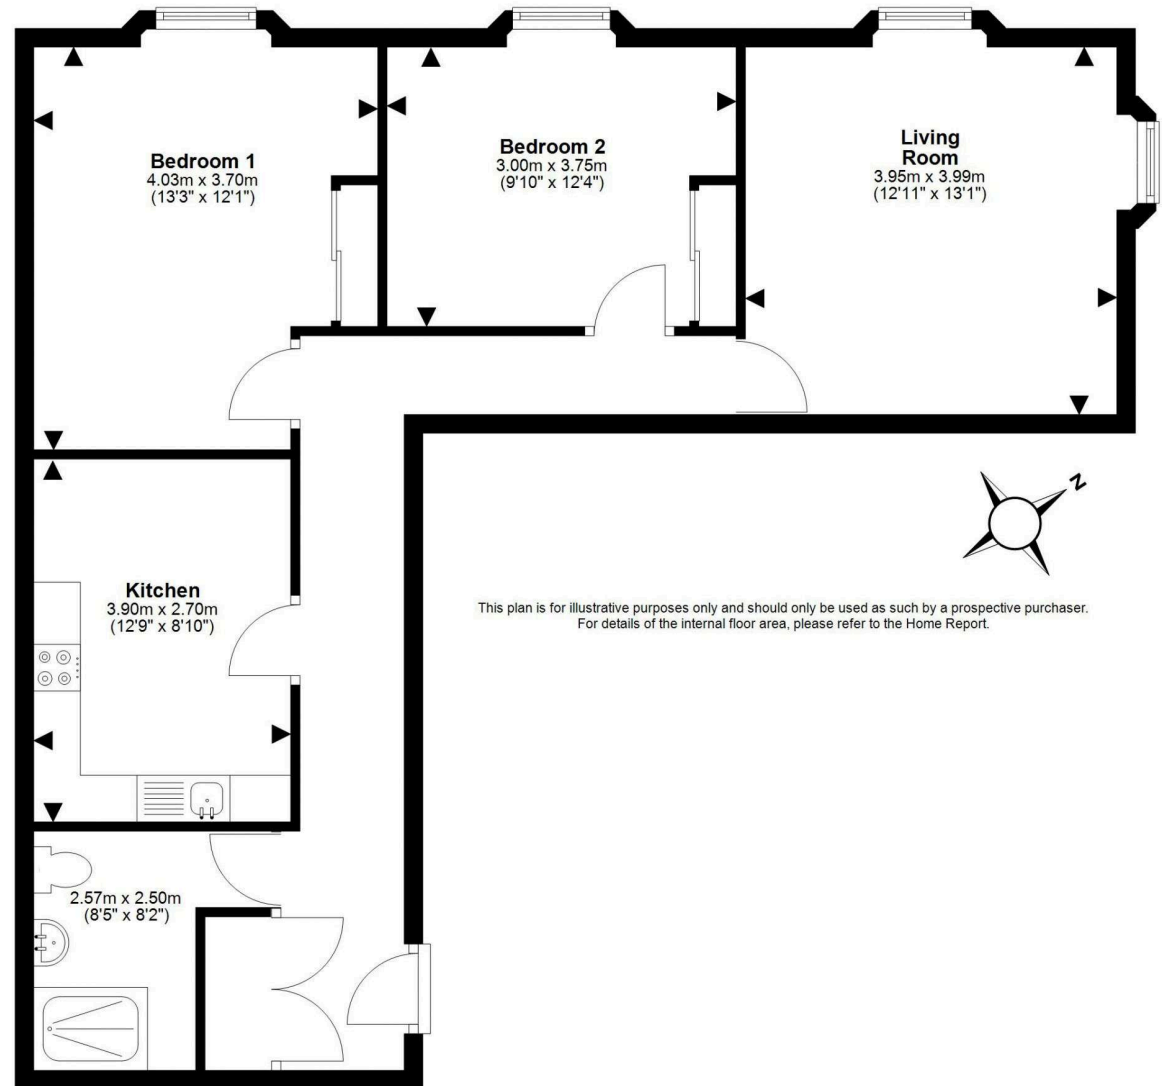 Bedroom 1
4.03m x 3.70m
(13'3" x 12'1")
Bedroom 2
3.00m x 3.75m
(9'10" x 12'4")
Living
Room
3.95m x 3.99m
(12'11" x 13'1")
N
Kitchen
3.90m x 2.70m
(12'9" x 8'10")
This plan is for illustrative purposes only and should only be used as such by a prospective purchaser.
For details of the internal floor area, please refer to the Home Report.
2.57m x 2.50m
(8'5" x 8'2")